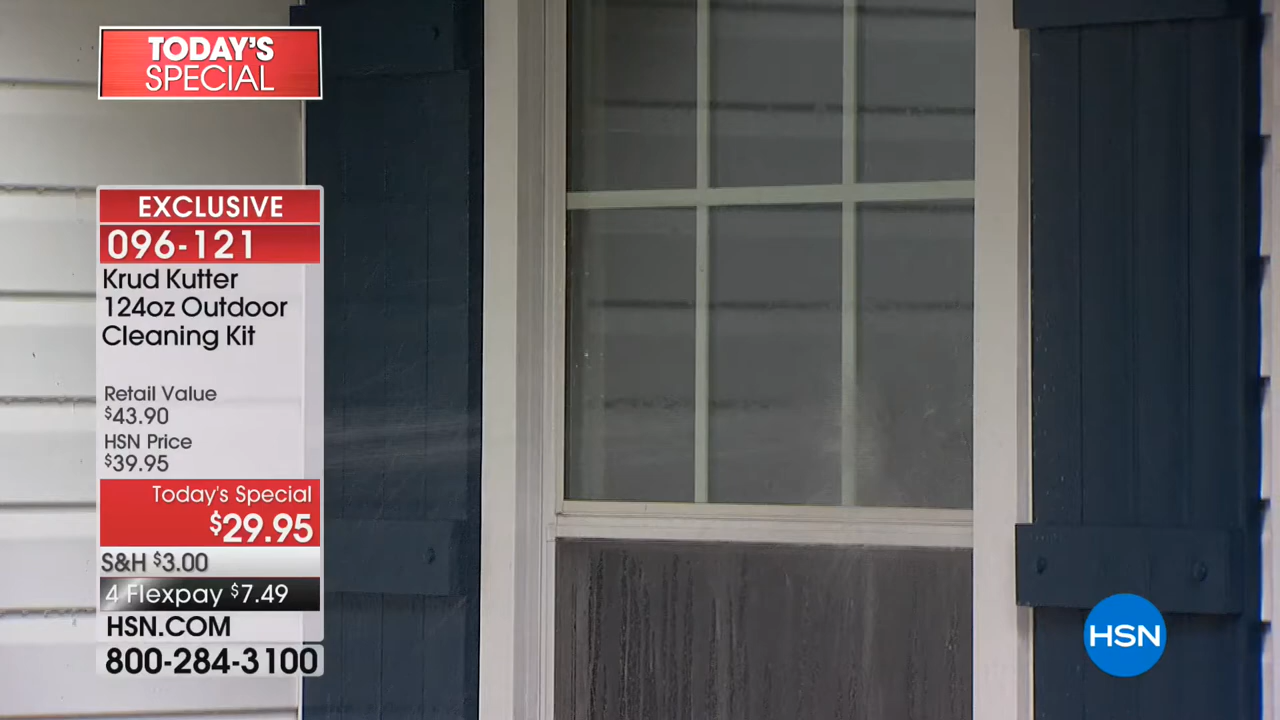 TODAY'S
SPECIAL
EXCLUSIVE
096-121
Krud Kutter
124oz Outdoor
Cleaning Kit
Retail Value
$43.90
HSN Price
$39.95
Today's Special
$29.95
S&H $3.00
4 Flexpay $7.49
HSN.COM
800-284-3100
HSN